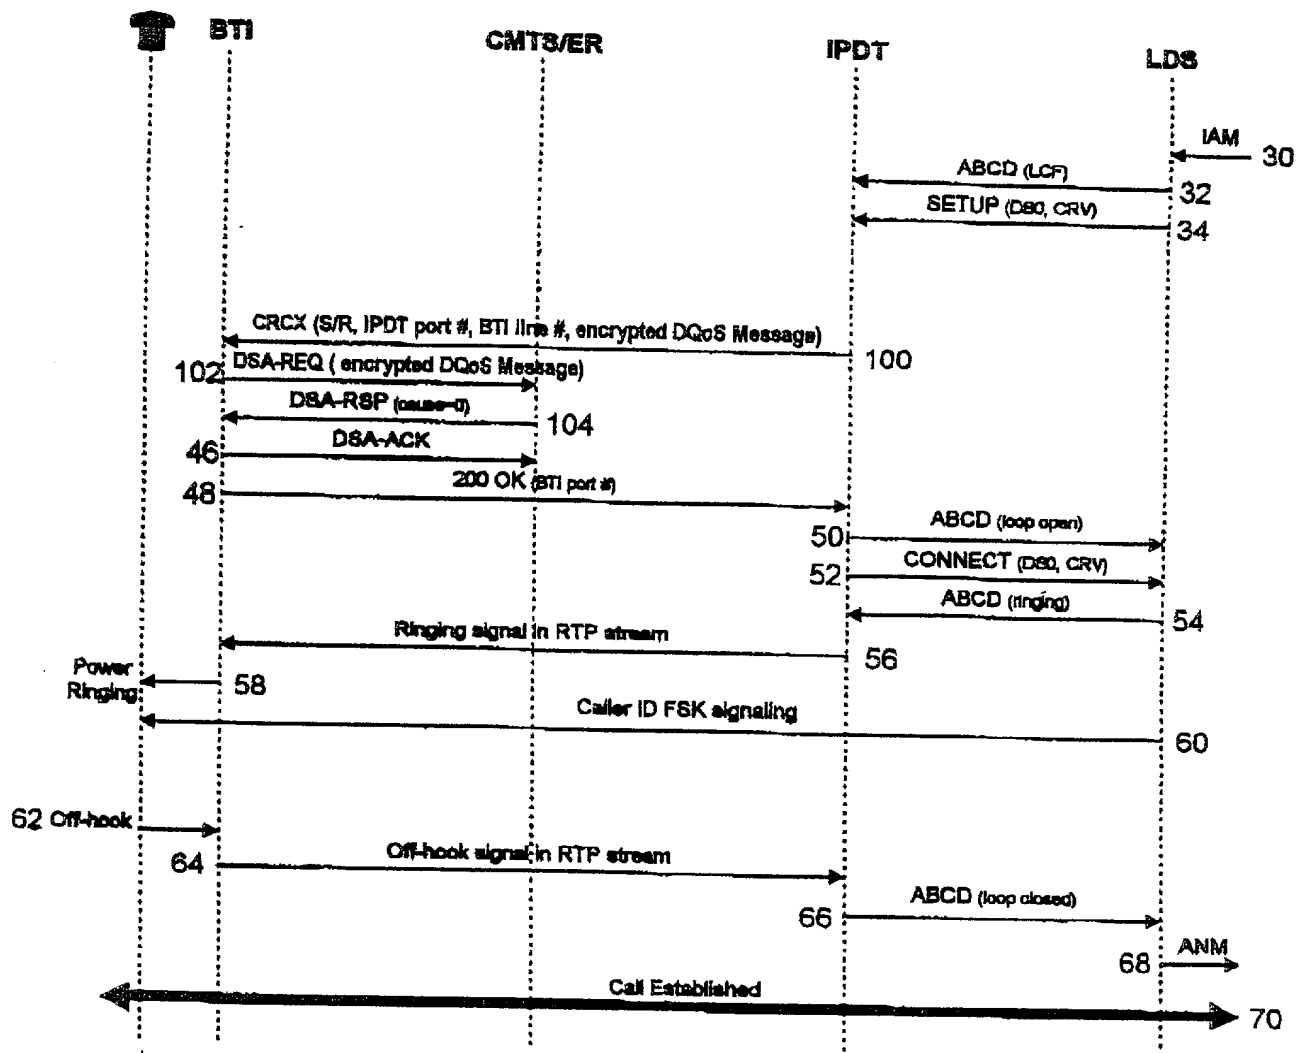 BTI
CMTS/ER
IPDT
LDS
IAM
30
ABCD (LCF)
32
SETUP (DS0, CRV)
34
CRCX (S/R, IPDT port #, BTI line #, encrypted DQoS Message)
100
102
DSA-REQ ( encrypted DQoS Message)
DSA-RSP (cause=0)
104
46
DSA-ACK
48
200 OK (BTI port #)
50
ABCD (loop open)
52
CONNECT (DS0, CRV)
ABCD (ringing)
54
Ringing signal in RTP stream
56
Power
Ringing
58
Caller ID FSK signaling
60
62 Off-hook
64
Off-hook signal in RTP stream
66
ABCD (loop closed)
68
ANM
Call Established
70